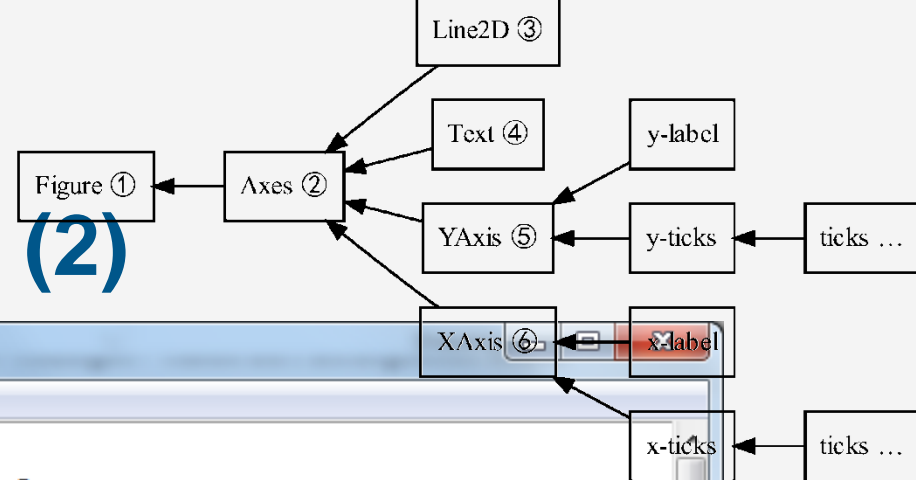 Line2D ③
Text ④
y-label
Figure ①
Axes ②
YAxis ⑤
y-ticks
ticks ...
(2)
XAxis ⑥
x-label
x-ticks
ticks ...